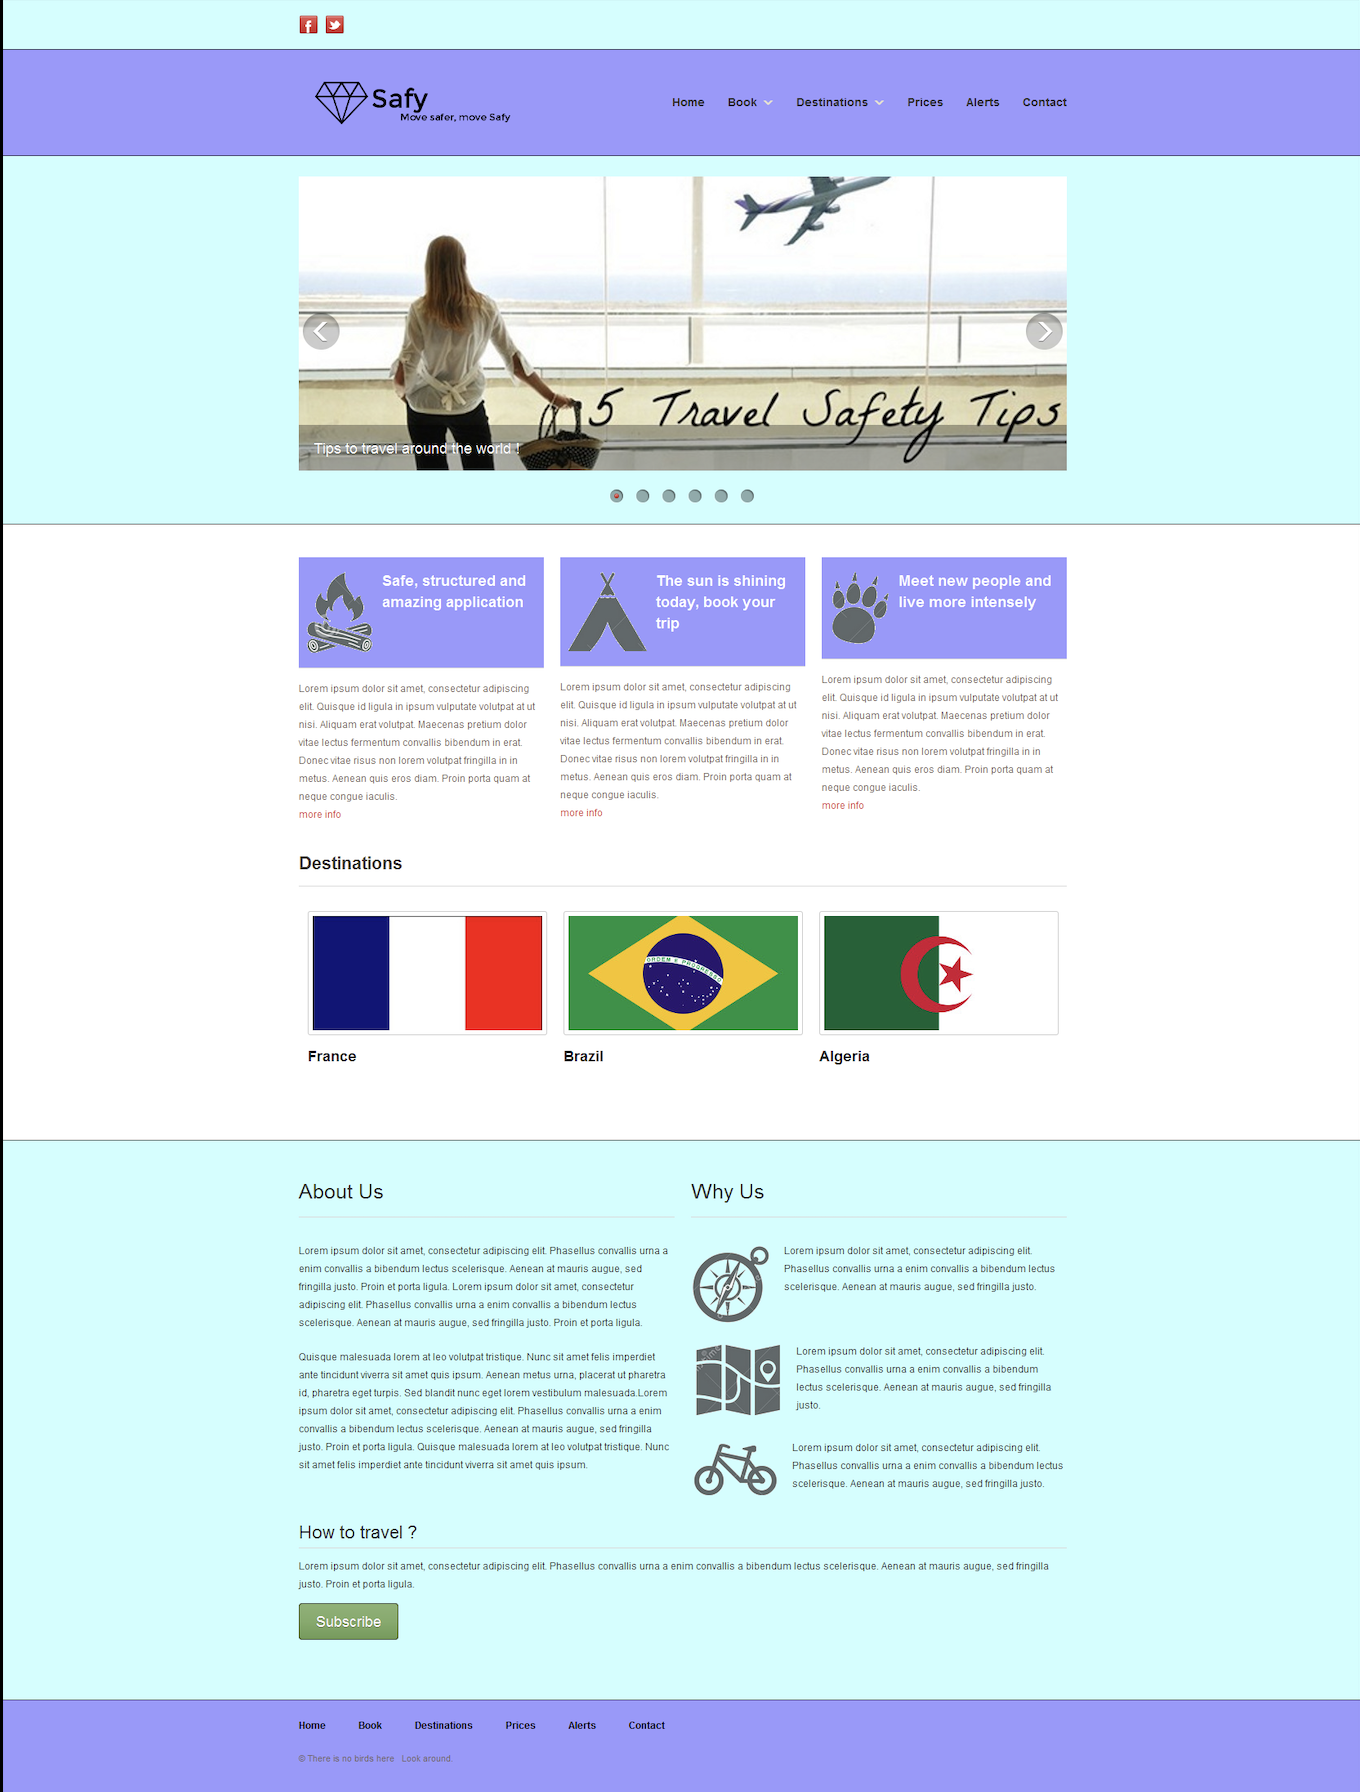 Safy
Move safer, move Safy
Home Book Destinations Prices Alerts Contact
5 Travel Safety Tips
Tips to travel around the world !
Safe, structured and
amazing application
Lorem ipsum dolor sit amet, consectetur adipiscing
elit. Quisque id ligula in ipsum vulputate volutpat at ut
nisi. Aliquam erat volutpat. Maecenas pretium dolor
vitae lectus fermentum convallis bibendum in erat.
Donec vitae risus non lorem volutpat fringilla in in
metus. Aenean quis eros diam. Proin porta quam at
neque congue iaculis.
more info
The sun is shining
today, book your
trip
Lorem ipsum dolor sit amet, consectetur adipiscing
elit. Quisque id ligula in ipsum vulputate volutpat at ut
nisi. Aliquam erat volutpat. Maecenas pretium dolor
vitae lectus fermentum convallis bibendum in erat.
Donec vitae risus non lorem volutpat fringilla in in
metus. Aenean quis eros diam. Proin porta quam at
neque congue iaculis.
more info
Meet new people and
live more intensely
Lorem ipsum dolor sit amet, consectetur adipiscing
elit. Quisque id ligula in ipsum vulputate volutpat at ut
nisi. Aliquam erat volutpat. Maecenas pretium dolor
vitae lectus fermentum convallis bibendum in erat.
Donec vitae risus non lorem volutpat fringilla in in
metus. Aenean quis eros diam. Proin porta quam at
neque congue iaculis.
more info
Destinations
ORDEM E PROGRESSO
France
Brazil
Algeria
About Us
Lorem ipsum dolor sit amet, consectetur adipiscing elit. Phasellus convallis urna a
enim convallis a bibendum lectus scelerisque. Aenean at mauris augue, sed
fringilla justo. Proin et porta ligula. Lorem ipsum dolor sit amet, consectetur
adipiscing elit. Phasellus convallis urna a enim convallis a bibendum lectus
scelerisque. Aenean at mauris augue, sed fringilla justo. Proin et porta ligula.
Quisque malesuada lorem at leo volutpat tristique. Nunc sit amet felis imperdiet
ante tincidunt viverra sit amet quis ipsum. Aenean metus urna, placerat ut pharetra
id, pharetra eget turpis. Sed blandit nunc eget lorem vestibulum malesuada.Lorem
ipsum dolor sit amet, consectetur adipiscing elit. Phasellus convallis urna a enim
convallis a bibendum lectus scelerisque. Aenean at mauris augue, sed fringilla
justo. Proin et porta ligula. Quisque malesuada lorem at leo volutpat tristique. Nunc
sit amet felis imperdiet ante tincidunt viverra sit amet quis ipsum.
Why Us
Lorem ipsum dolor sit amet, consectetur adipiscing elit.
Phasellus convallis urna a enim convallis a bibendum lectus
scelerisque. Aenean at mauris augue, sed fringilla justo.
Lorem ipsum dolor sit amet, consectetur adipiscing elit.
Phasellus convallis urna a enim convallis a bibendum
lectus scelerisque. Aenean at mauris augue, sed fringilla
justo.
Lorem ipsum dolor sit amet, consectetur adipiscing elit.
Phasellus convallis urna a enim convallis a bibendum lectus
scelerisque. Aenean at mauris augue, sed fringilla justo.
How to travel ?
Lorem ipsum dolor sit amet, consectetur adipiscing elit. Phasellus convallis urna a enim convallis a bibendum lectus scelerisque. Aenean at mauris augue, sed fringilla
justo. Proin et porta ligula.
Subscribe
Home Book Destinations Prices Alerts Contact
© There is no birds here Look around.